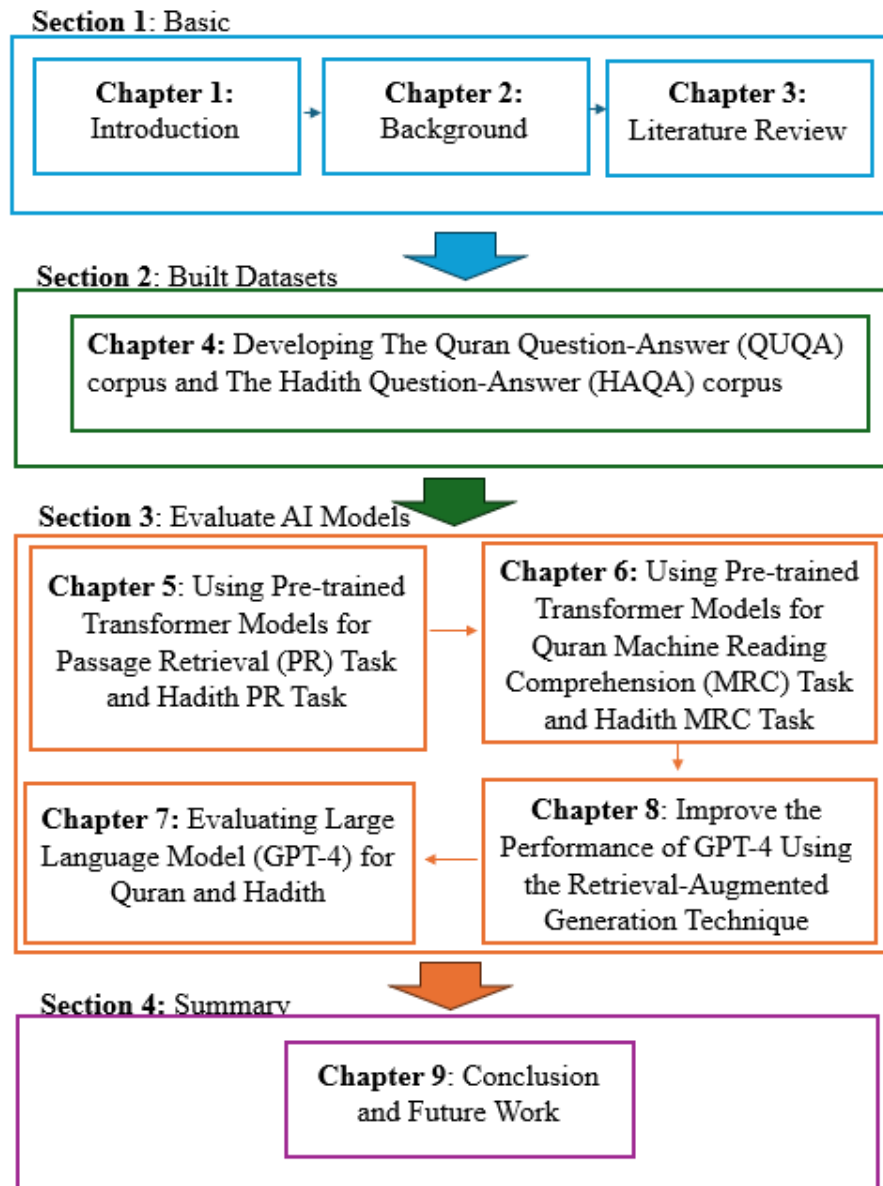 Section 1: Basic
Chapter 1:
Introduction
Chapter 2:
Background
Chapter 3:
Literature Review
Section 2: Built Datasets
Chapter 4: Developing The Quran Question-Answer (QUQA)
corpus and The Hadith Question-Answer (HAQA) corpus
Section 3: Evaluate AI Models
Chapter 5: Using Pre-trained
Transformer Models for
Passage Retrieval (PR) Task
and Hadith PR Task
Chapter 6: Using Pre-trained
Transformer Models for
Quran Machine Reading
Comprehension (MRC) Task
and Hadith MRC Task
Chapter 7: Evaluating Large
Language Model (GPT-4) for
Quran and Hadith
Chapter 8: Improve the
Performance of GPT-4 Using
the Retrieval-Augmented
Generation Technique
Section 4: Summary
Chapter 9: Conclusion
and Future Work